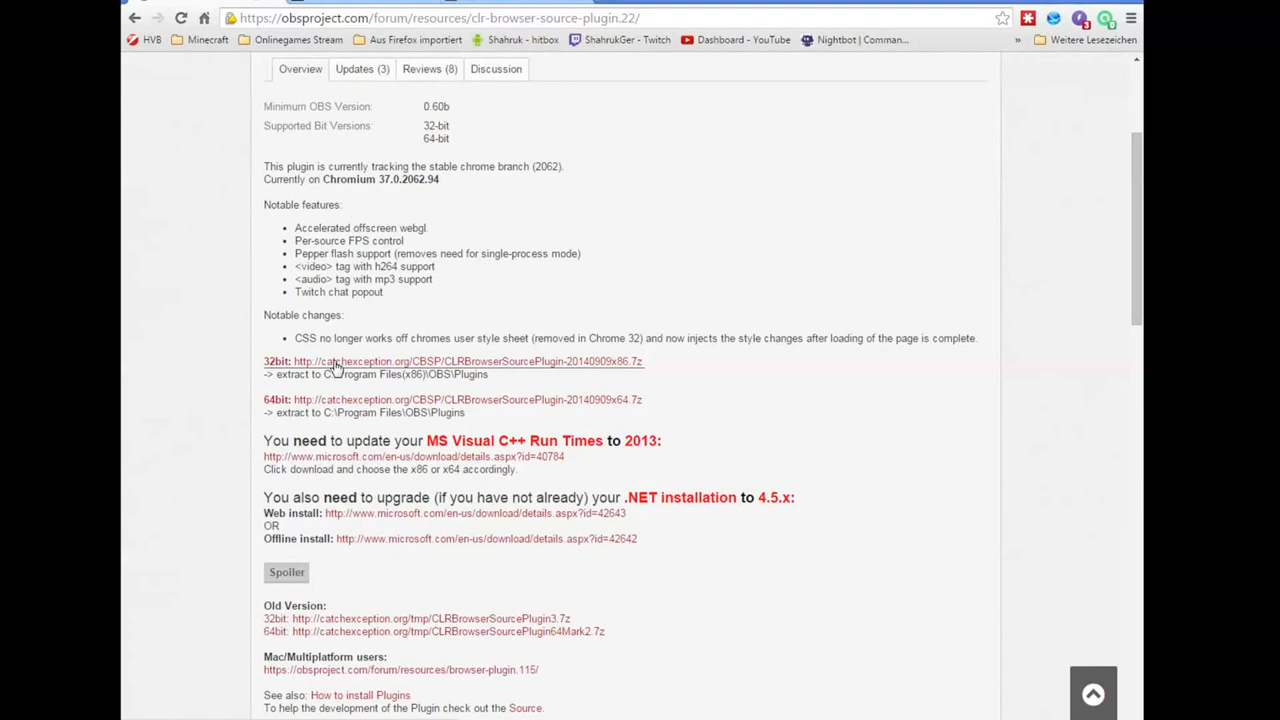 https://obsproject.com/forum/resources/clr-browser-source-plugin.22/
HVB Minecraft Onlinegames Stream Aus Firefox importiert Shahruk - hitbox ShahrukGer - Twitch Dashboard - YouTube Nightbot (Comman... » Weitere Lesezeichen
Overview Updates (3) Reviews (8) Discussion
Minimum OBS Version: 0.60b
Supported Bit Versions: 32-bit
64-bit
This plugin is currently tracking the stable chrome branch (2062).
Currently on Chromium 37.0.2062.94
Notable features:
• Accelerated offscreen webgl.
• Per-source FPS control
• Pepper flash support (removes need for single-process mode)
• <video> tag with h264 support
• <audio> tag with mp3 support
• Twitch chat popout
Notable changes:
• CSS no longer works off chromes user style sheet (removed in Chrome 32) and now injects the style changes after loading of the page is complete.
32bit: http://catchexception.org/CBSP/CLRBrowserSourcePlugin-20140909x86.7z
-> extract to C:\Program Files(x86)\OBS\Plugins
64bit: http://catchexception.org/CBSP/CLRBrowserSourcePlugin-20140909x64.7z
-> extract to C:\Program Files\OBS\Plugins
You need to update your MS Visual C++ Run Times to 2013:
http://www.microsoft.com/en-us/download/details.aspx?id=40784
Click download and choose the x86 or x64 accordingly.
You also need to upgrade (if you have not already) your .NET installation to 4.5.x:
Web install: http://www.microsoft.com/en-us/download/details.aspx?id=42643
OR
Offline install: http://www.microsoft.com/en-us/download/details.aspx?id=42642
Spoiler
Old Version:
32bit: http://catchexception.org/tmp/CLRBrowserSourcePlugin3.7z
64bit: http://catchexception.org/tmp/CLRBrowserSourcePlugin64Mark2.7z
Mac/Multiplatform users:
https://obsproject.com/forum/resources/browser-plugin.115/
See also: How to install Plugins
To help the development of the Plugin check out the Source.